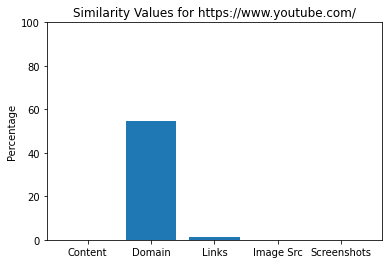 Similarity Values for https://www.youtube.com/
100
80
60
40
20
0
Percentage
Content Domain Links Image Src Screenshots